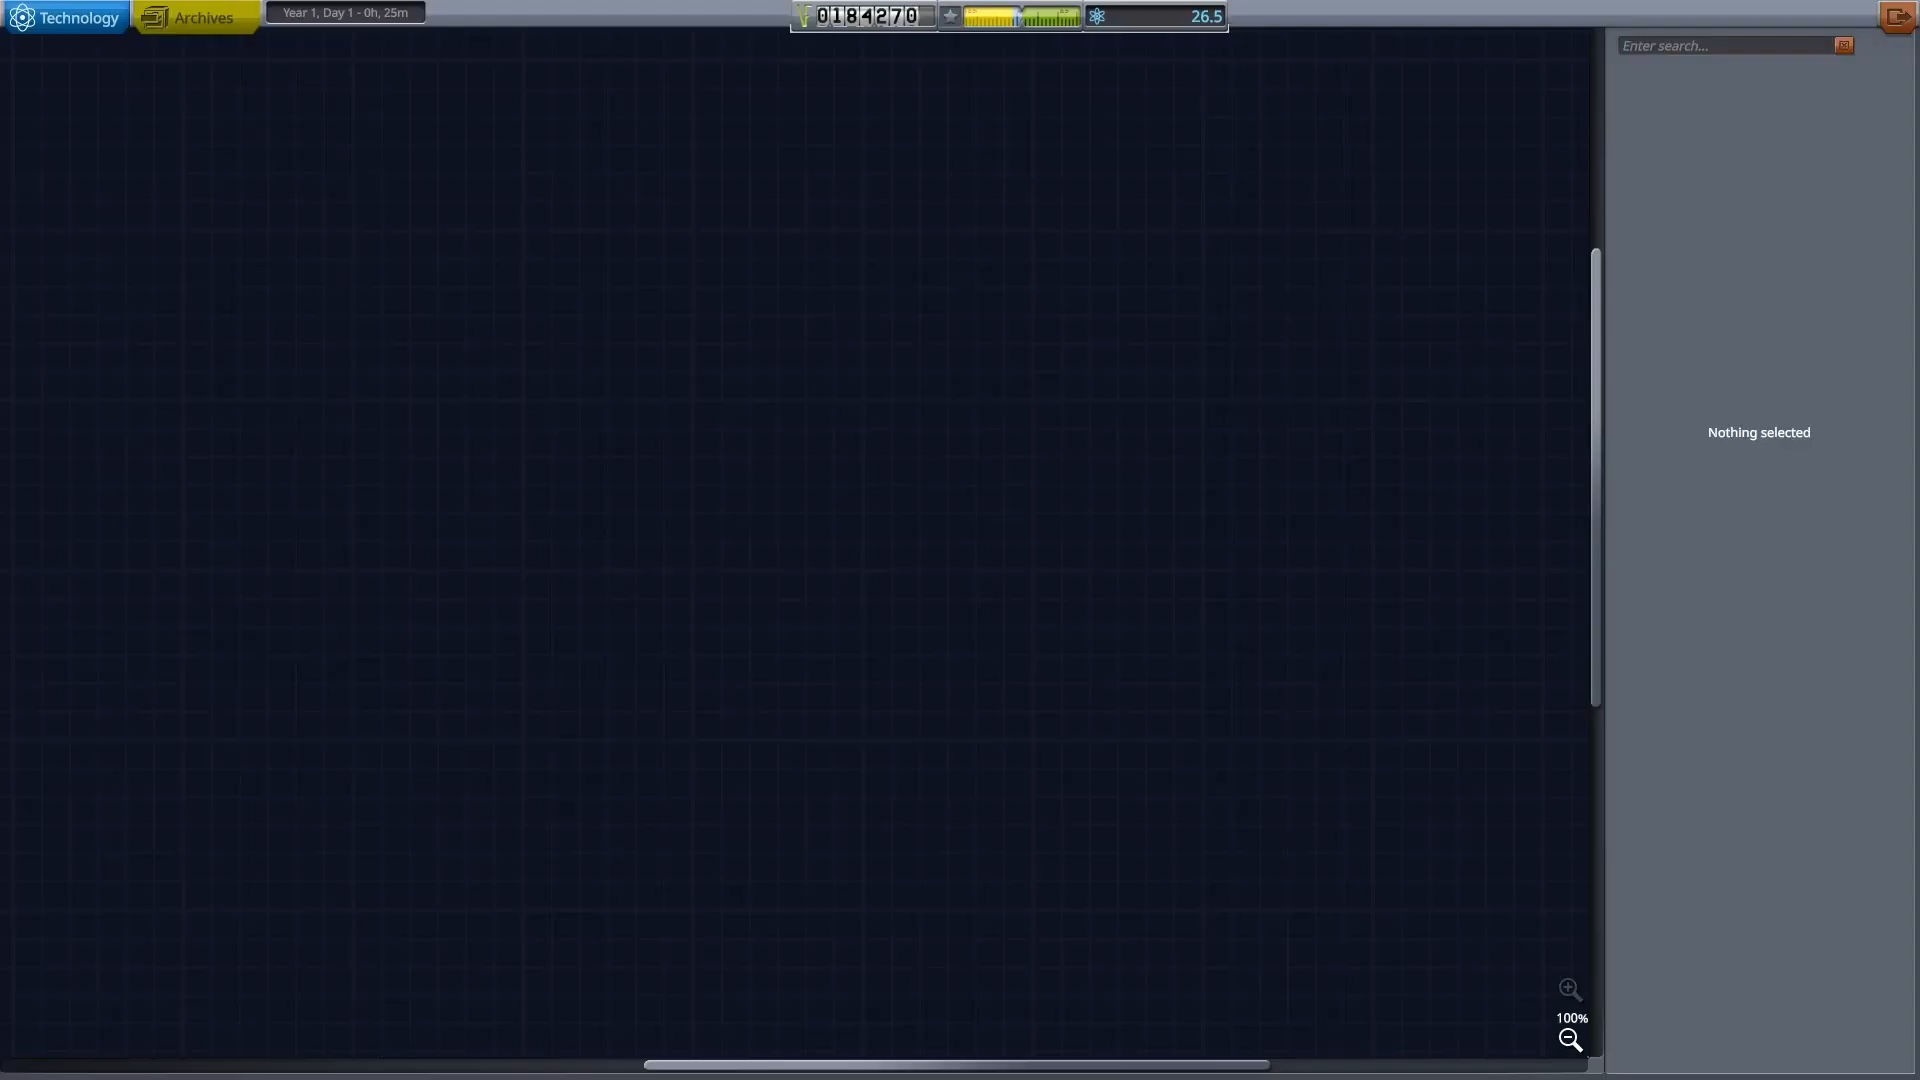 Technology
Archives
Year 1, Day 1 - 0h, 25m
0184270
26.5
Enter search...
Nothing selected
100%